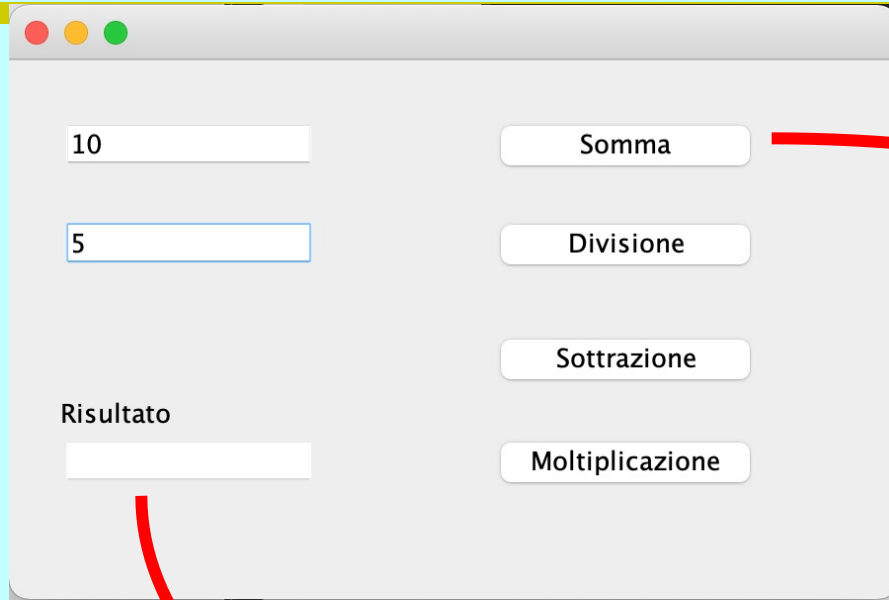 10
Somma
5
Divisione
Sottrazione
Risultato
Moltiplicazione